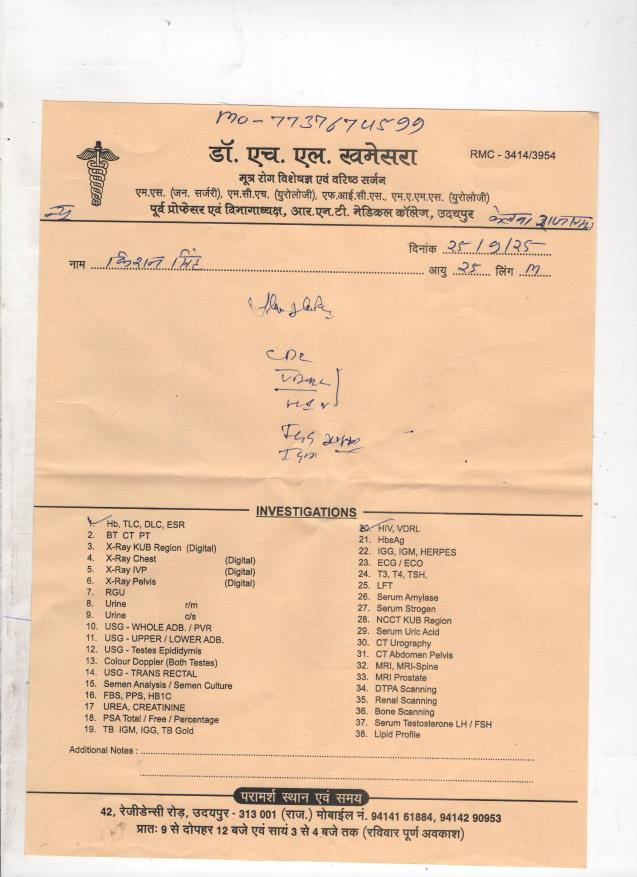 mo-7737674599
डॉ. एच. एल. खमेसरा
RMC - 3414/3954
मूत्र रोग विशेषज्ञ एवं वरिष्ठ सर्जन
एम.एस. (जन. सर्जरी), एम.सी.एच. (युरोलोजी), एफ.आई.सी.एस., एम.ए.एम.एस. (युरोलोजी)
पूर्व प्रोफेसर एवं विभागाध्यक्ष, आर.एन.टी. मेडिकल कॉलेज, उदयपुर
दिनांक 25/9/25
नाम किशन सिंह आयु 25 लिंग M
CBC
VDRL
HIV
IGG
IGM
INVESTIGATIONS
1. Hb, TLC, DLC, ESR
2. BT CT PT
3. X-Ray KUB Region (Digital)
4. X-Ray Chest (Digital)
5. X-Ray IVP (Digital)
6. X-Ray Pelvis (Digital)
7. RGU
8. Urine r/m
9. Urine c/s
10. USG - WHOLE ADB. / PVR
11. USG - UPPER / LOWER ADB.
12. USG - Testes Epididymis
13. Colour Doppler (Both Testes)
14. USG - TRANS RECTAL
15. Semen Analysis / Semen Culture
16. FBS, PPS, HB1C
17 UREA, CREATININE
18. PSA Total / Free / Percentage
19. TB IGM, IGG, TB Gold
20. HIV, VDRL
21. HbsAg
22. IGG, IGM, HERPES
23. ECG / ECO
24. T3, T4, TSH,
25. LFT
26. Serum Amylase
27. Serum Strogen
28. NCCT KUB Region
29. Serum Uric Acid
30. CT Urography
31. CT Abdomen Pelvis
32. MRI, MRI-Spine
33. MRI Prostate
34. DTPA Scanning
35. Renal Scanning
36. Bone Scanning
37. Serum Testosterone LH / FSH
38. Lipid Profile
Additional Notes :
परामर्श स्थान एवं समय
42, रेजीडेन्सी रोड़, उदयपुर - 313 001 (राज.) मोबाईल नं. 94141 61884, 94142 90953
प्रातः 9 से दोपहर 12 बजे एवं सायं 3 से 4 बजे तक (रविवार पूर्ण अवकाश)